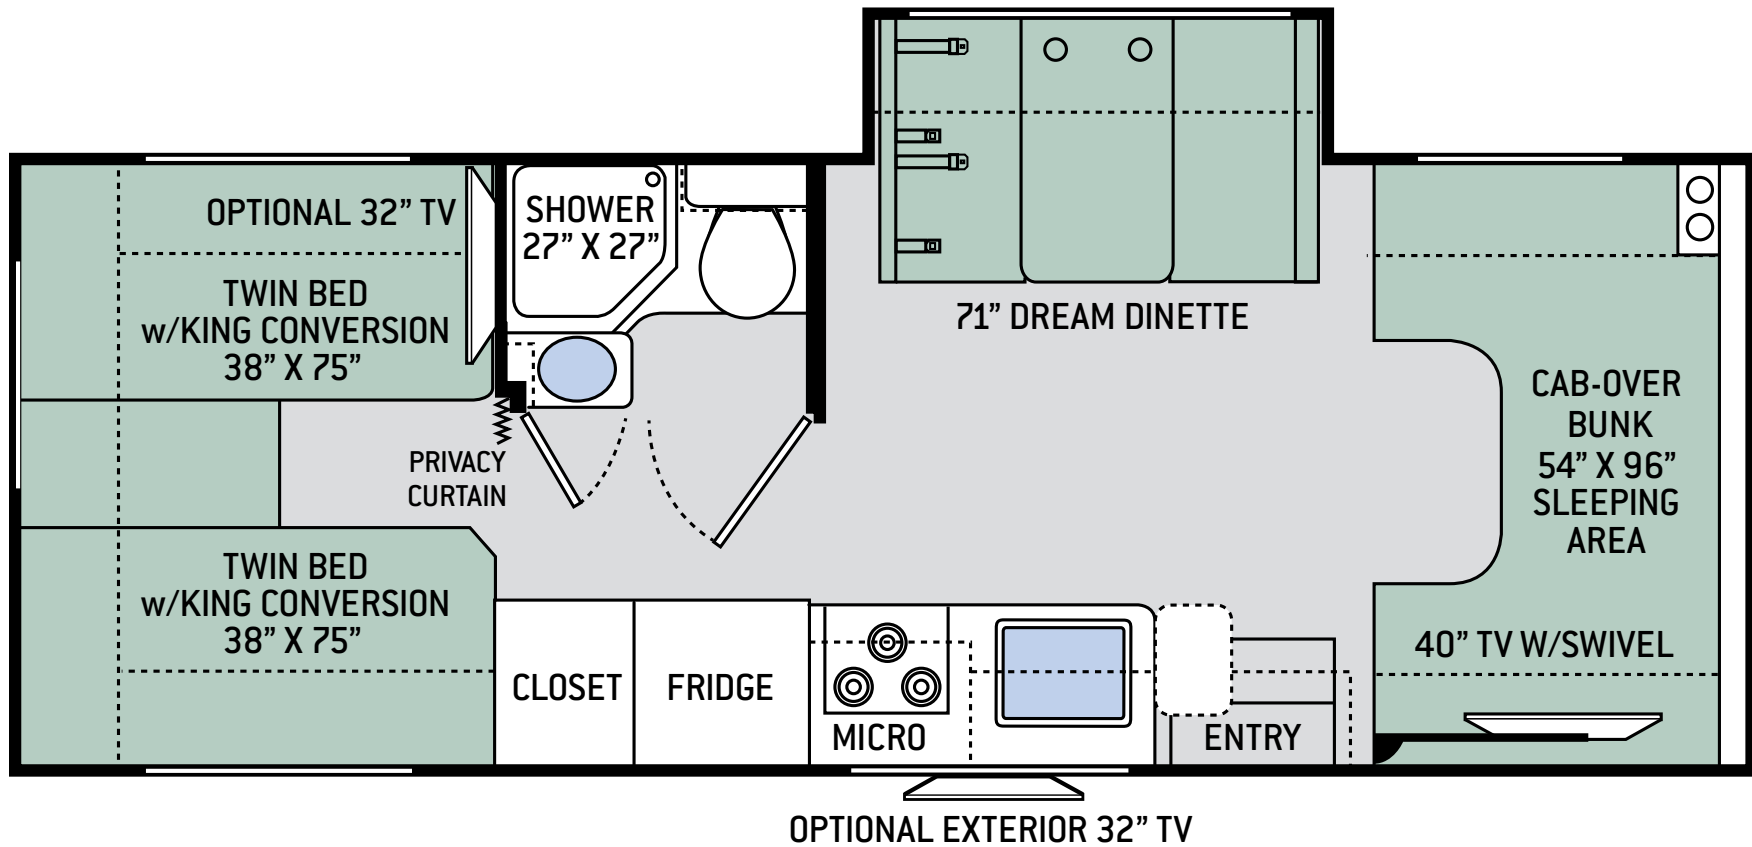 OPTIONAL 32” TV
TWIN BED
w/KING CONVERSION
38” X 75”
SHOWER
27” X 27”
71” DREAM DINETTE
PRIVACY
CURTAIN
CAB-OVER
BUNK
54” X 96”
SLEEPING
AREA
TWIN BED
w/KING CONVERSION
38” X 75”
CLOSET
FRIDGE
MICRO
ENTRY
40” TV W/SWIVEL
OPTIONAL EXTERIOR 32” TV